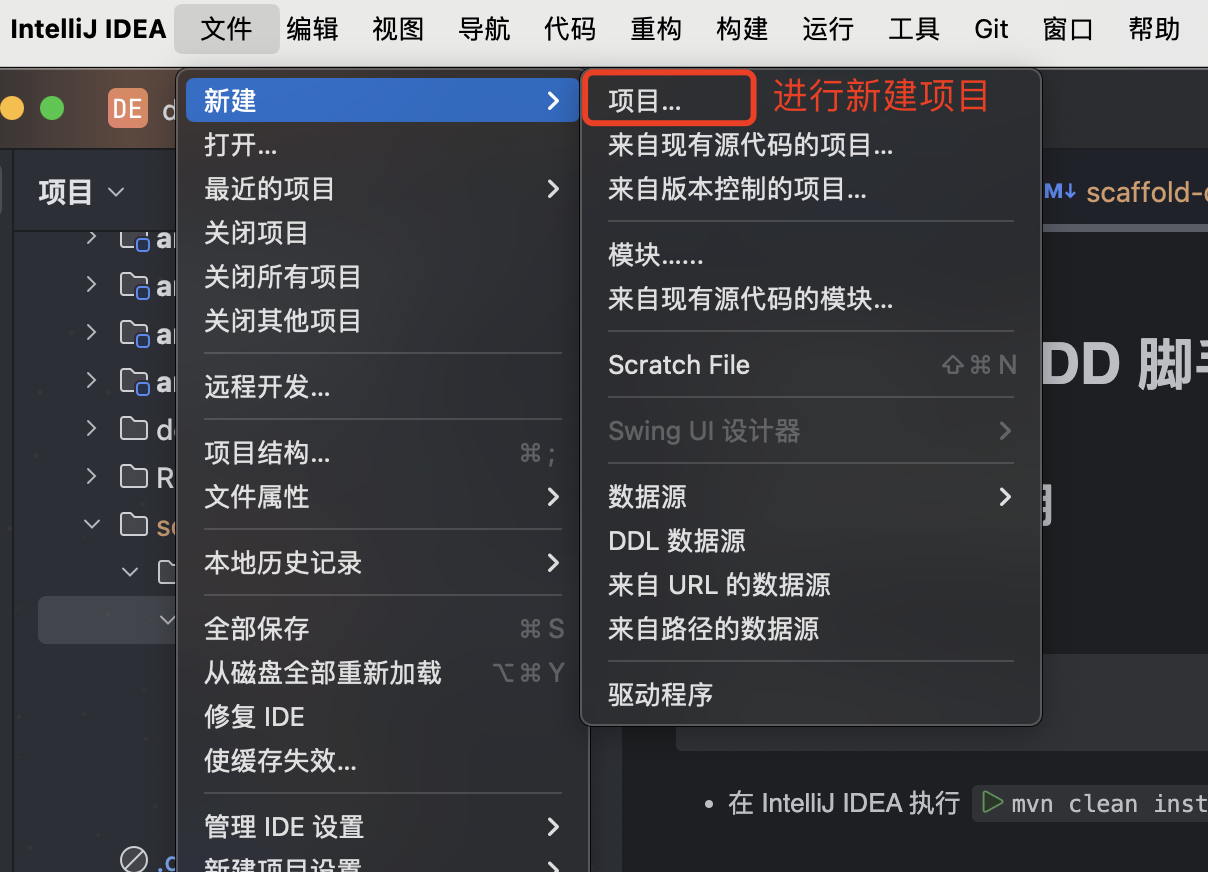 IntelliJ IDEA 文件 编辑 视图 导航 代码 重构 构建 运行 工具 Git 窗口 帮助
DE d
项目
新建
打开...
最近的项目
关闭项目
关闭所有项目
关闭其他项目
远程开发...
项目结构... ⌘ ;
文件属性
本地历史记录
全部保存 ⌘ S
从磁盘全部重新加载 ⌥ ⌘ Y
修复 IDE
使缓存失效...
管理 IDE 设置
新建项目设置
项目... 进行新建项目
来自现有源代码的项目...
来自版本控制的项目...
模块......
来自现有源代码的模块...
Scratch File ⇧ ⌘ N
Swing UI 设计器
数据源
DDL 数据源
来自 URL 的数据源
来自路径的数据源
驱动程序
M↓ scaffold-
DD 脚
• 在 IntelliJ IDEA 执行 mvn clean inst